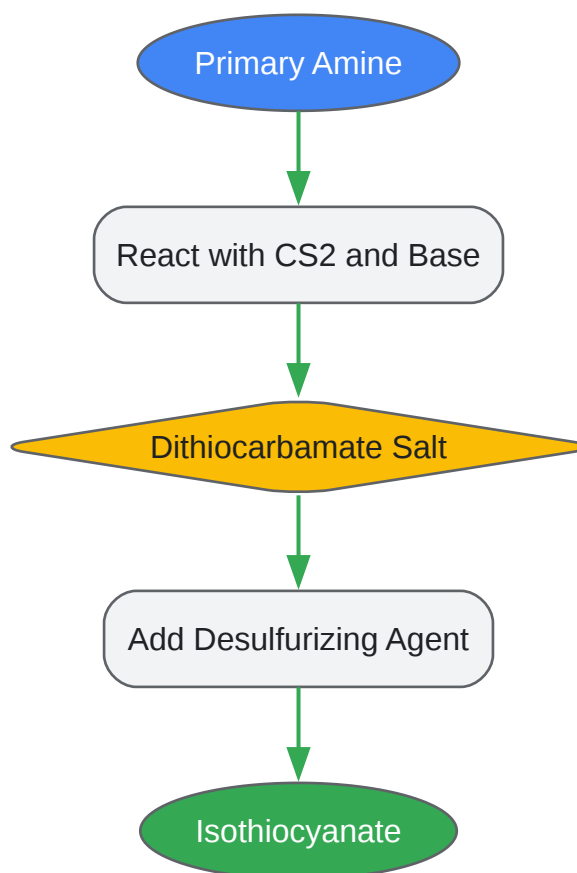 Primary Amine
React with CS2 and Base
Dithiocarbamate Salt
Add Desulfurizing Agent
Isothiocyanate